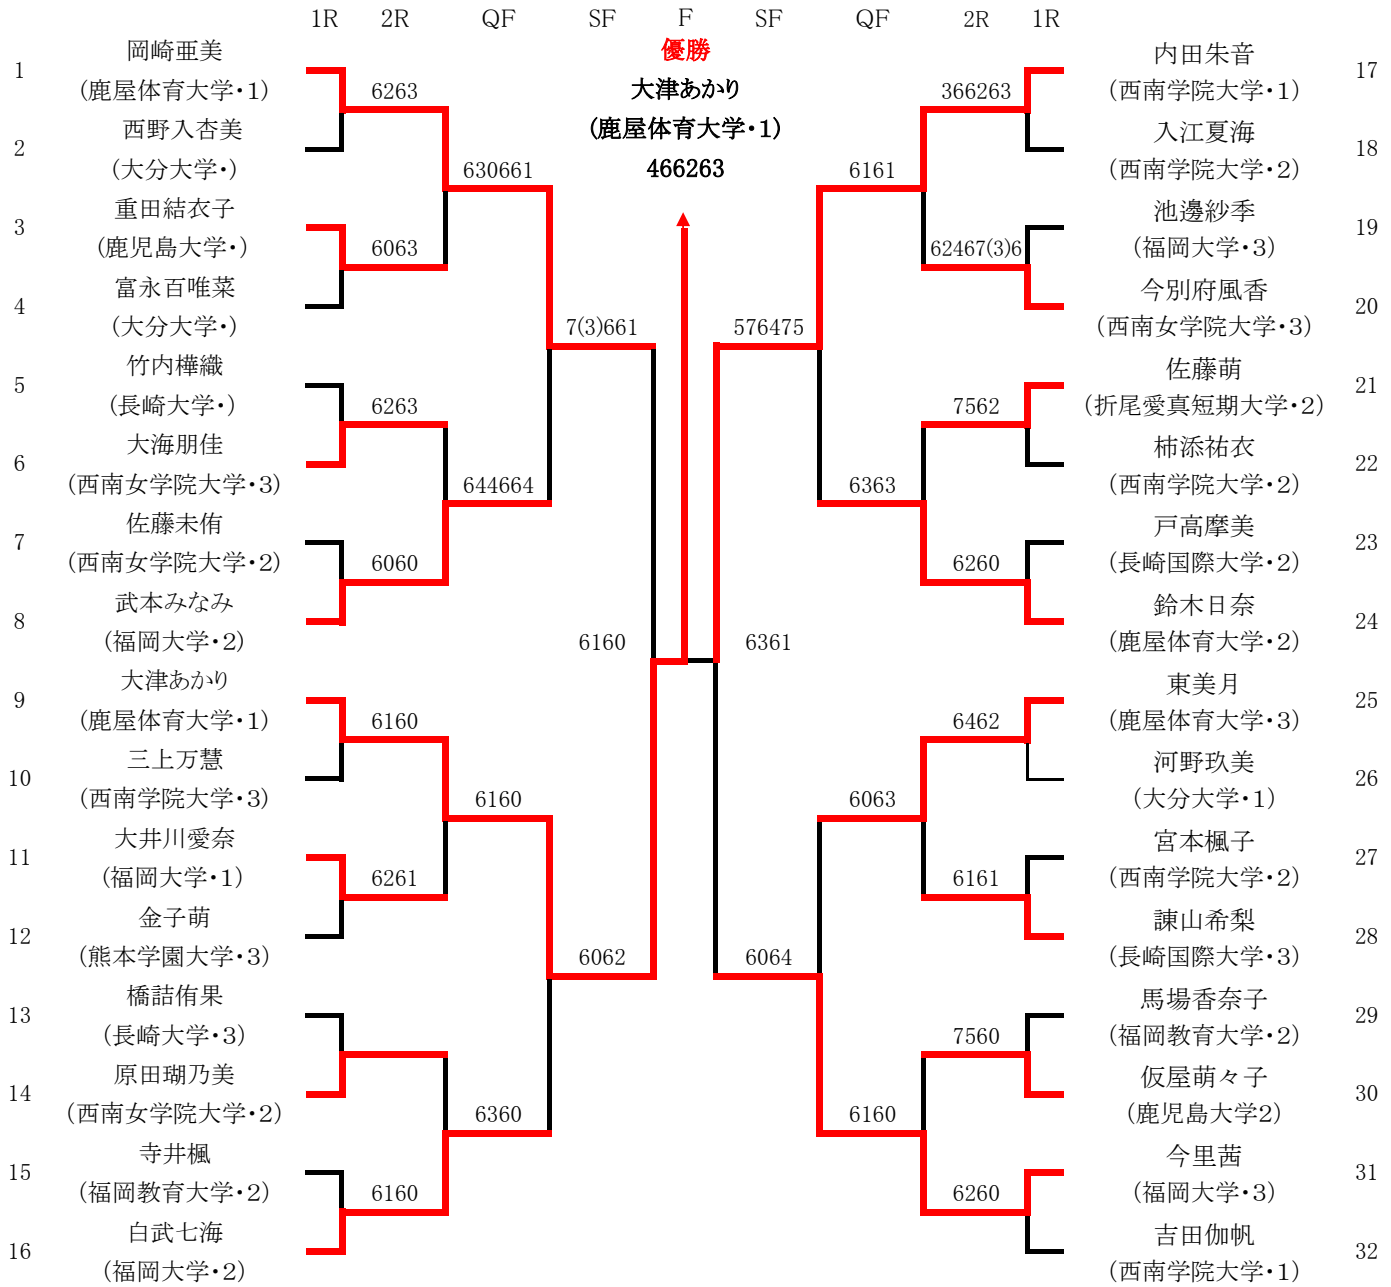 1R 2R QF SF F SF QF 2R 1R
優勝
大津あかり
(鹿屋体育大学・1)
466263
1 岡崎亜美
(鹿屋体育大学・1)
2 西野入杏美
(大分大学・)
3 重田結衣子
(鹿児島大学・)
4 富永百唯菜
(大分大学・)
5 竹内樺織
(長崎大学・)
6 大海朋佳
(西南女学院大学・3)
7 佐藤未侑
(西南女学院大学・2)
8 武本みなみ
(福岡大学・2)
9 大津あかり
(鹿屋体育大学・1)
10 三上万慧
(西南学院大学・3)
11 大井川愛奈
(福岡大学・1)
12 金子萌
(熊本学園大学・3)
13 橋詰侑果
(長崎大学・3)
14 原田瑚乃美
(西南女学院大学・2)
15 寺井楓
(福岡教育大学・2)
16 白武七海
(福岡大学・2)
6263
6063
6263
6060
6160
6261
6160
630661
644664
6160
6360
7(3)661
6062
6160
6361
576475
6064
6161
6363
6063
6160
366263
62467(3)6
7562
6260
6462
6161
7560
6260
内田朱音 17
(西南学院大学・1)
入江夏海 18
(西南学院大学・2)
池邊紗季 19
(福岡大学・3)
今別府風香 20
(西南女学院大学・3)
佐藤萌 21
(折尾愛真短期大学・2)
柿添祐衣 22
(西南学院大学・2)
戸高摩美 23
(長崎国際大学・2)
鈴木日奈 24
(鹿屋体育大学・2)
東美月 25
(鹿屋体育大学・3)
河野玖美 26
(大分大学・1)
宮本楓子 27
(西南学院大学・2)
諌山希梨 28
(長崎国際大学・3)
馬場香奈子 29
(福岡教育大学・2)
仮屋萌々子 30
(鹿児島大学2)
今里茜 31
(福岡大学・3)
吉田伽帆 32
(西南学院大学・1)